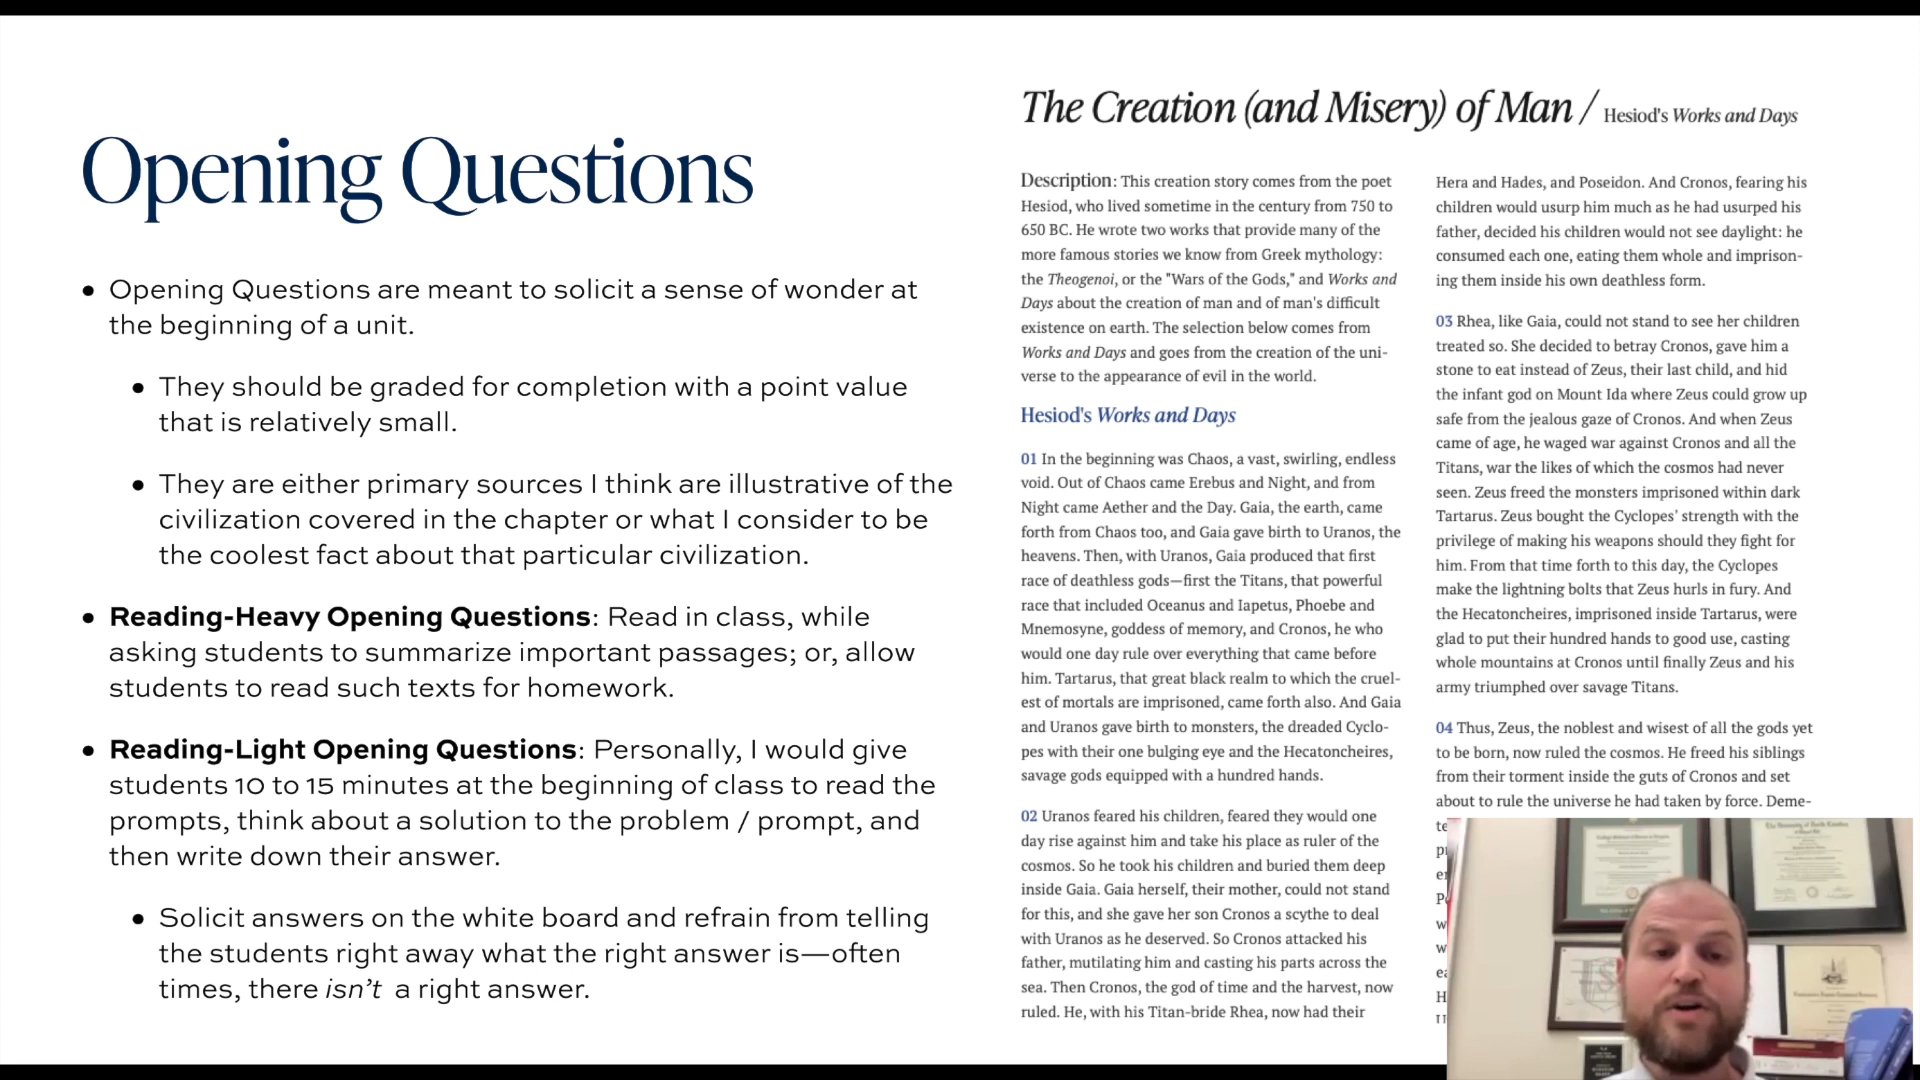 Opening Questions
• Opening Questions are meant to solicit a sense of wonder at
the beginning of a unit.
• They should be graded for completion with a point value
that is relatively small.
• They are either primary sources I think are illustrative of the
civilization covered in the chapter or what I consider to be
the coolest fact about that particular civilization.
• Reading-Heavy Opening Questions: Read in class, while
asking students to summarize important passages; or, allow
students to read such texts for homework.
• Reading-Light Opening Questions: Personally, I would give
students 10 to 15 minutes at the beginning of class to read the
prompts, think about a solution to the problem / prompt, and
then write down their answer.
• Solicit answers on the white board and refrain from telling
the students right away what the right answer is—often
times, there isn't a right answer.
The Creation (and Misery) of Man / Hesiod's Works and Days
Description: This creation story comes from the poet
Hesiod, who lived sometime in the century from 750 to
650 BC. He wrote two works that provide many of the
more famous stories we know from Greek mythology:
the Theogenoi, or the "Wars of the Gods," and Works and
Days about the creation of man and of man's difficult
existence on earth. The selection below comes from
Works and Days and goes from the creation of the uni-
verse to the appearance of evil in the world.
Hesiod's Works and Days
01 In the beginning was Chaos, a vast, swirling, endless
void. Out of Chaos came Erebus and Night, and from
Night came Aether and the Day. Gaia, the earth, came
forth from Chaos too, and Gaia gave birth to Uranos, the
heavens. Then, with Uranos, Gaia produced that first
race of deathless gods—first the Titans, that powerful
race that included Oceanus and Iapetus, Phoebe and
Mnemosyne, goddess of memory, and Cronos, he who
would one day rule over everything that came before
him. Tartarus, that great black realm to which the cruel-
est of mortals are imprisoned, came forth also. And Gaia
and Uranos gave birth to monsters, the dreaded Cyclo-
pes with their one bulging eye and the Hecatoncheires,
savage gods equipped with a hundred hands.
02 Uranos feared his children, feared they would one
day rise against him and take his place as ruler of the
cosmos. So he took his children and buried them deep
inside Gaia. Gaia herself, their mother, could not stand
for this, and she gave her son Cronos a scythe to deal
with Uranos as he deserved. So Cronos attacked his
father, mutilating him and casting his parts across the
sea. Then Cronos, the god of time and the harvest, now
ruled. He, with his Titan-bride Rhea, now had their
Hera and Hades, and Poseidon. And Cronos, fearing his
children would usurp him much as he had usurped his
father, decided his children would not see daylight: he
consumed each one, eating them whole and imprison-
ing them inside his own deathless form.
03 Rhea, like Gaia, could not stand to see her children
treated so. She decided to betray Cronos, gave him a
stone to eat instead of Zeus, their last child, and hid
the infant god on Mount Ida where Zeus could grow up
safe from the jealous gaze of Cronos. And when Zeus
came of age, he waged war against Cronos and all the
Titans, war the likes of which the cosmos had never
seen. Zeus freed the monsters imprisoned within dark
Tartarus. Zeus bought the Cyclopes' strength with the
privilege of making his weapons should they fight for
him. From that time forth to this day, the Cyclopes
make the lightning bolts that Zeus hurls in fury. And
the Hecatoncheires, imprisoned inside Tartarus, were
glad to put their hundred hands to good use, casting
whole mountains at Cronos until finally Zeus and his
army triumphed over savage Titans.
04 Thus, Zeus, the noblest and wisest of all the gods yet
to be born, now ruled the cosmos. He freed his siblings
from their torment inside the guts of Cronos and set
about to rule the universe he had taken by force. Deme-